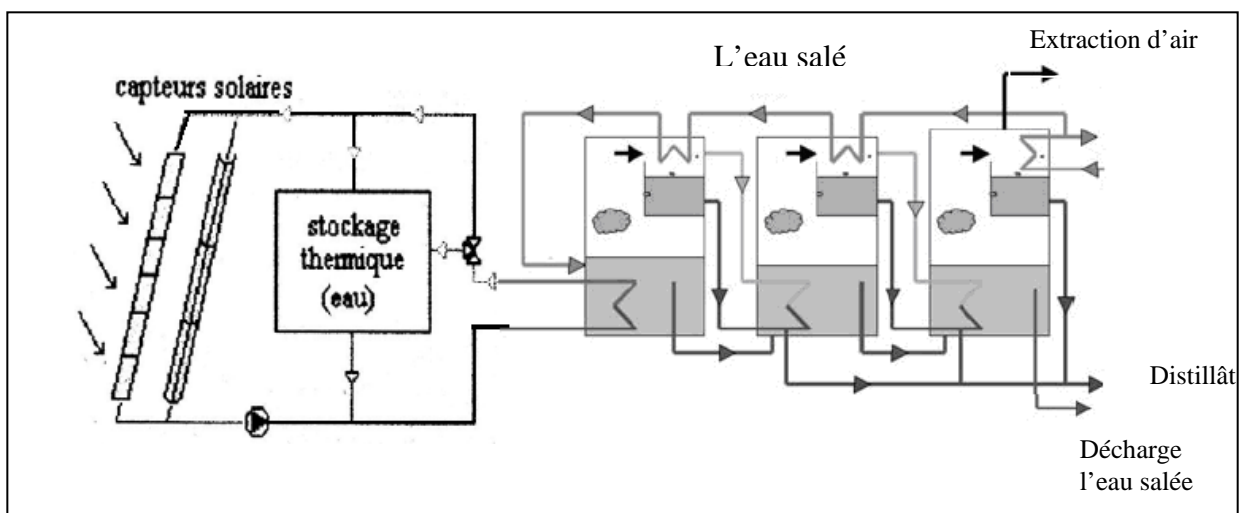 L’eau salé
Extraction d’air
capteurs solaires
stockage
thermique
(eau)
Distillât
Décharge
l’eau salée